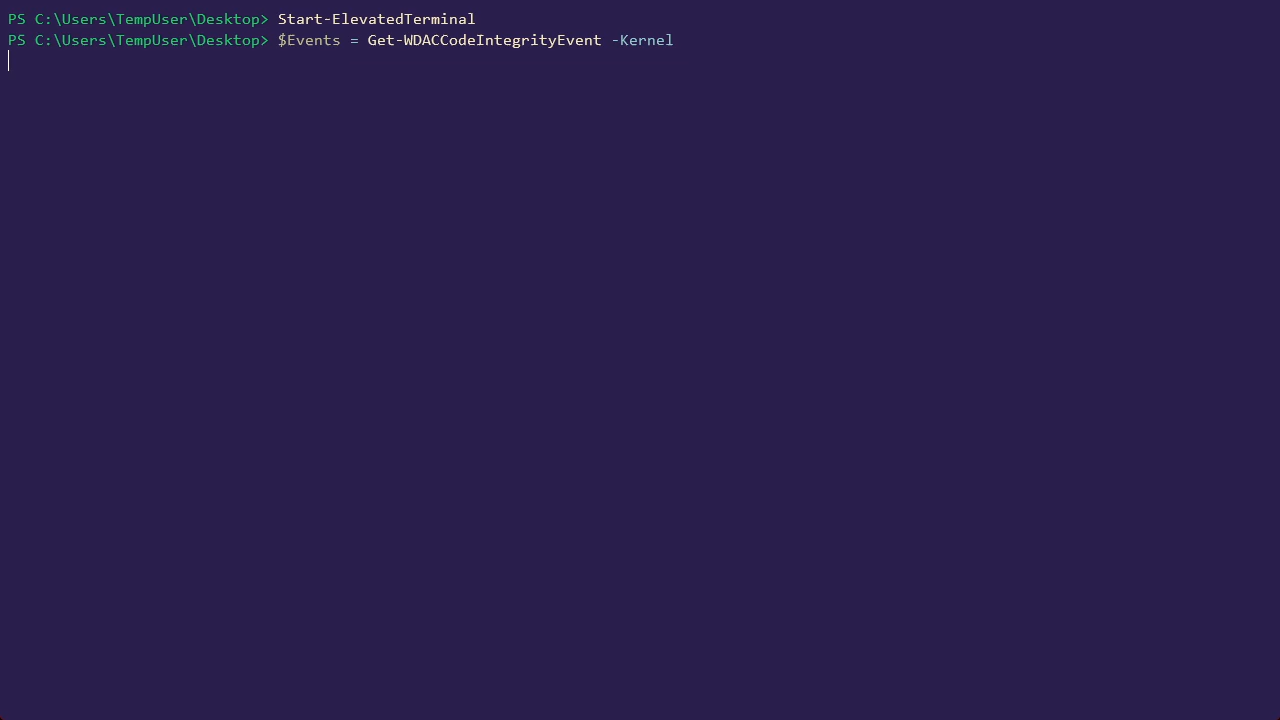 PS C:\Users\TempUser\Desktop> Start-ElevatedTerminal
PS C:\Users\TempUser\Desktop> $Events = Get-WDACCodeIntegrityEvent -Kernel